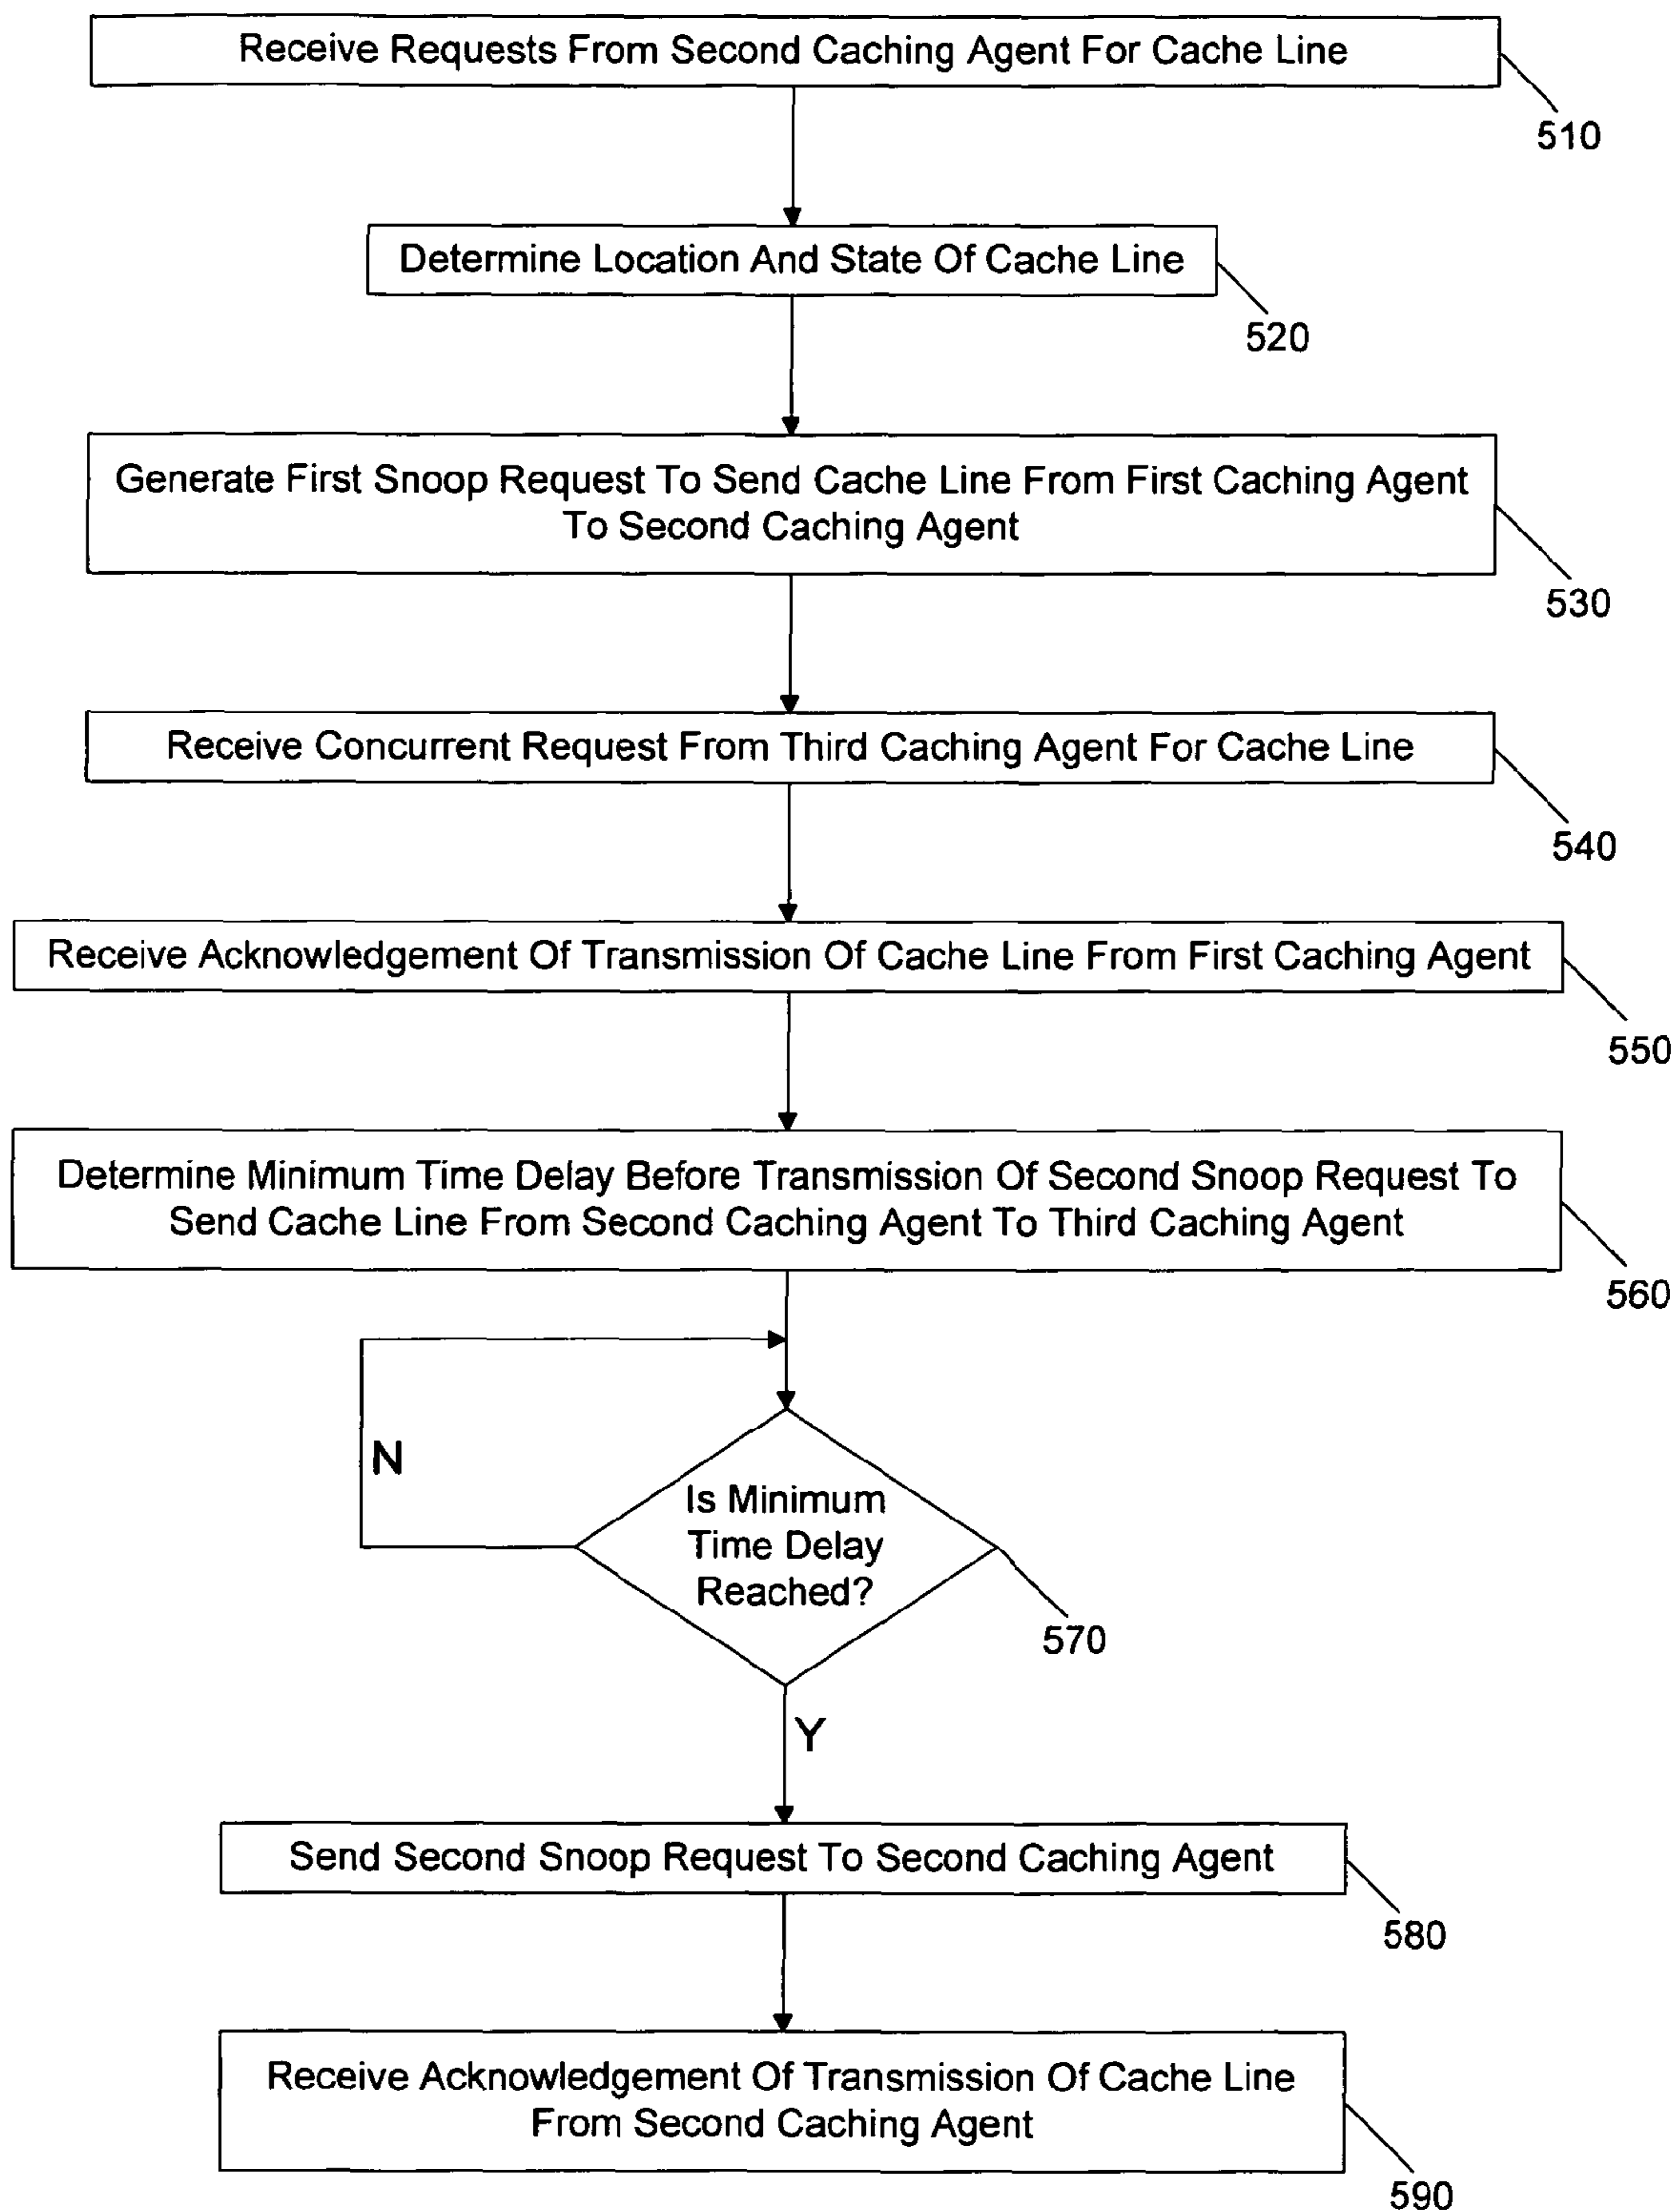 Receive Requests From Second Caching Agent For Cache Line
510
Determine Location And State Of Cache Line
520
Generate First Snoop Request To Send Cache Line From First Caching Agent
To Second Caching Agent
530
Receive Concurrent Request From Third Caching Agent For Cache Line
540
Receive Acknowledgement Of Transmission Of Cache Line From First Caching Agent
550
Determine Minimum Time Delay Before Transmission Of Second Snoop Request To
Send Cache Line From Second Caching Agent To Third Caching Agent
560
N
Is Minimum
Time Delay
Reached?
570
Y
Send Second Snoop Request To Second Caching Agent
580
Receive Acknowledgement Of Transmission Of Cache Line
From Second Caching Agent
590